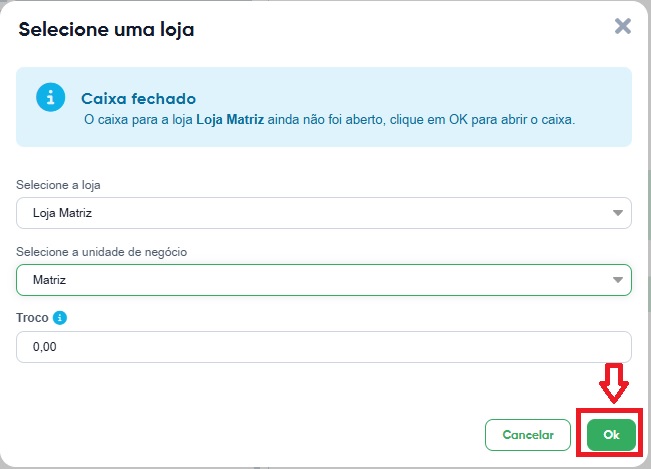 Selecione uma loja
Caixa fechado
O caixa para a loja Loja Matriz ainda não foi aberto, clique em OK para abrir o caixa.
Selecione a loja
Loja Matriz
Selecione a unidade de negócio
Matriz
Troco
0,00
Cancelar
Ok